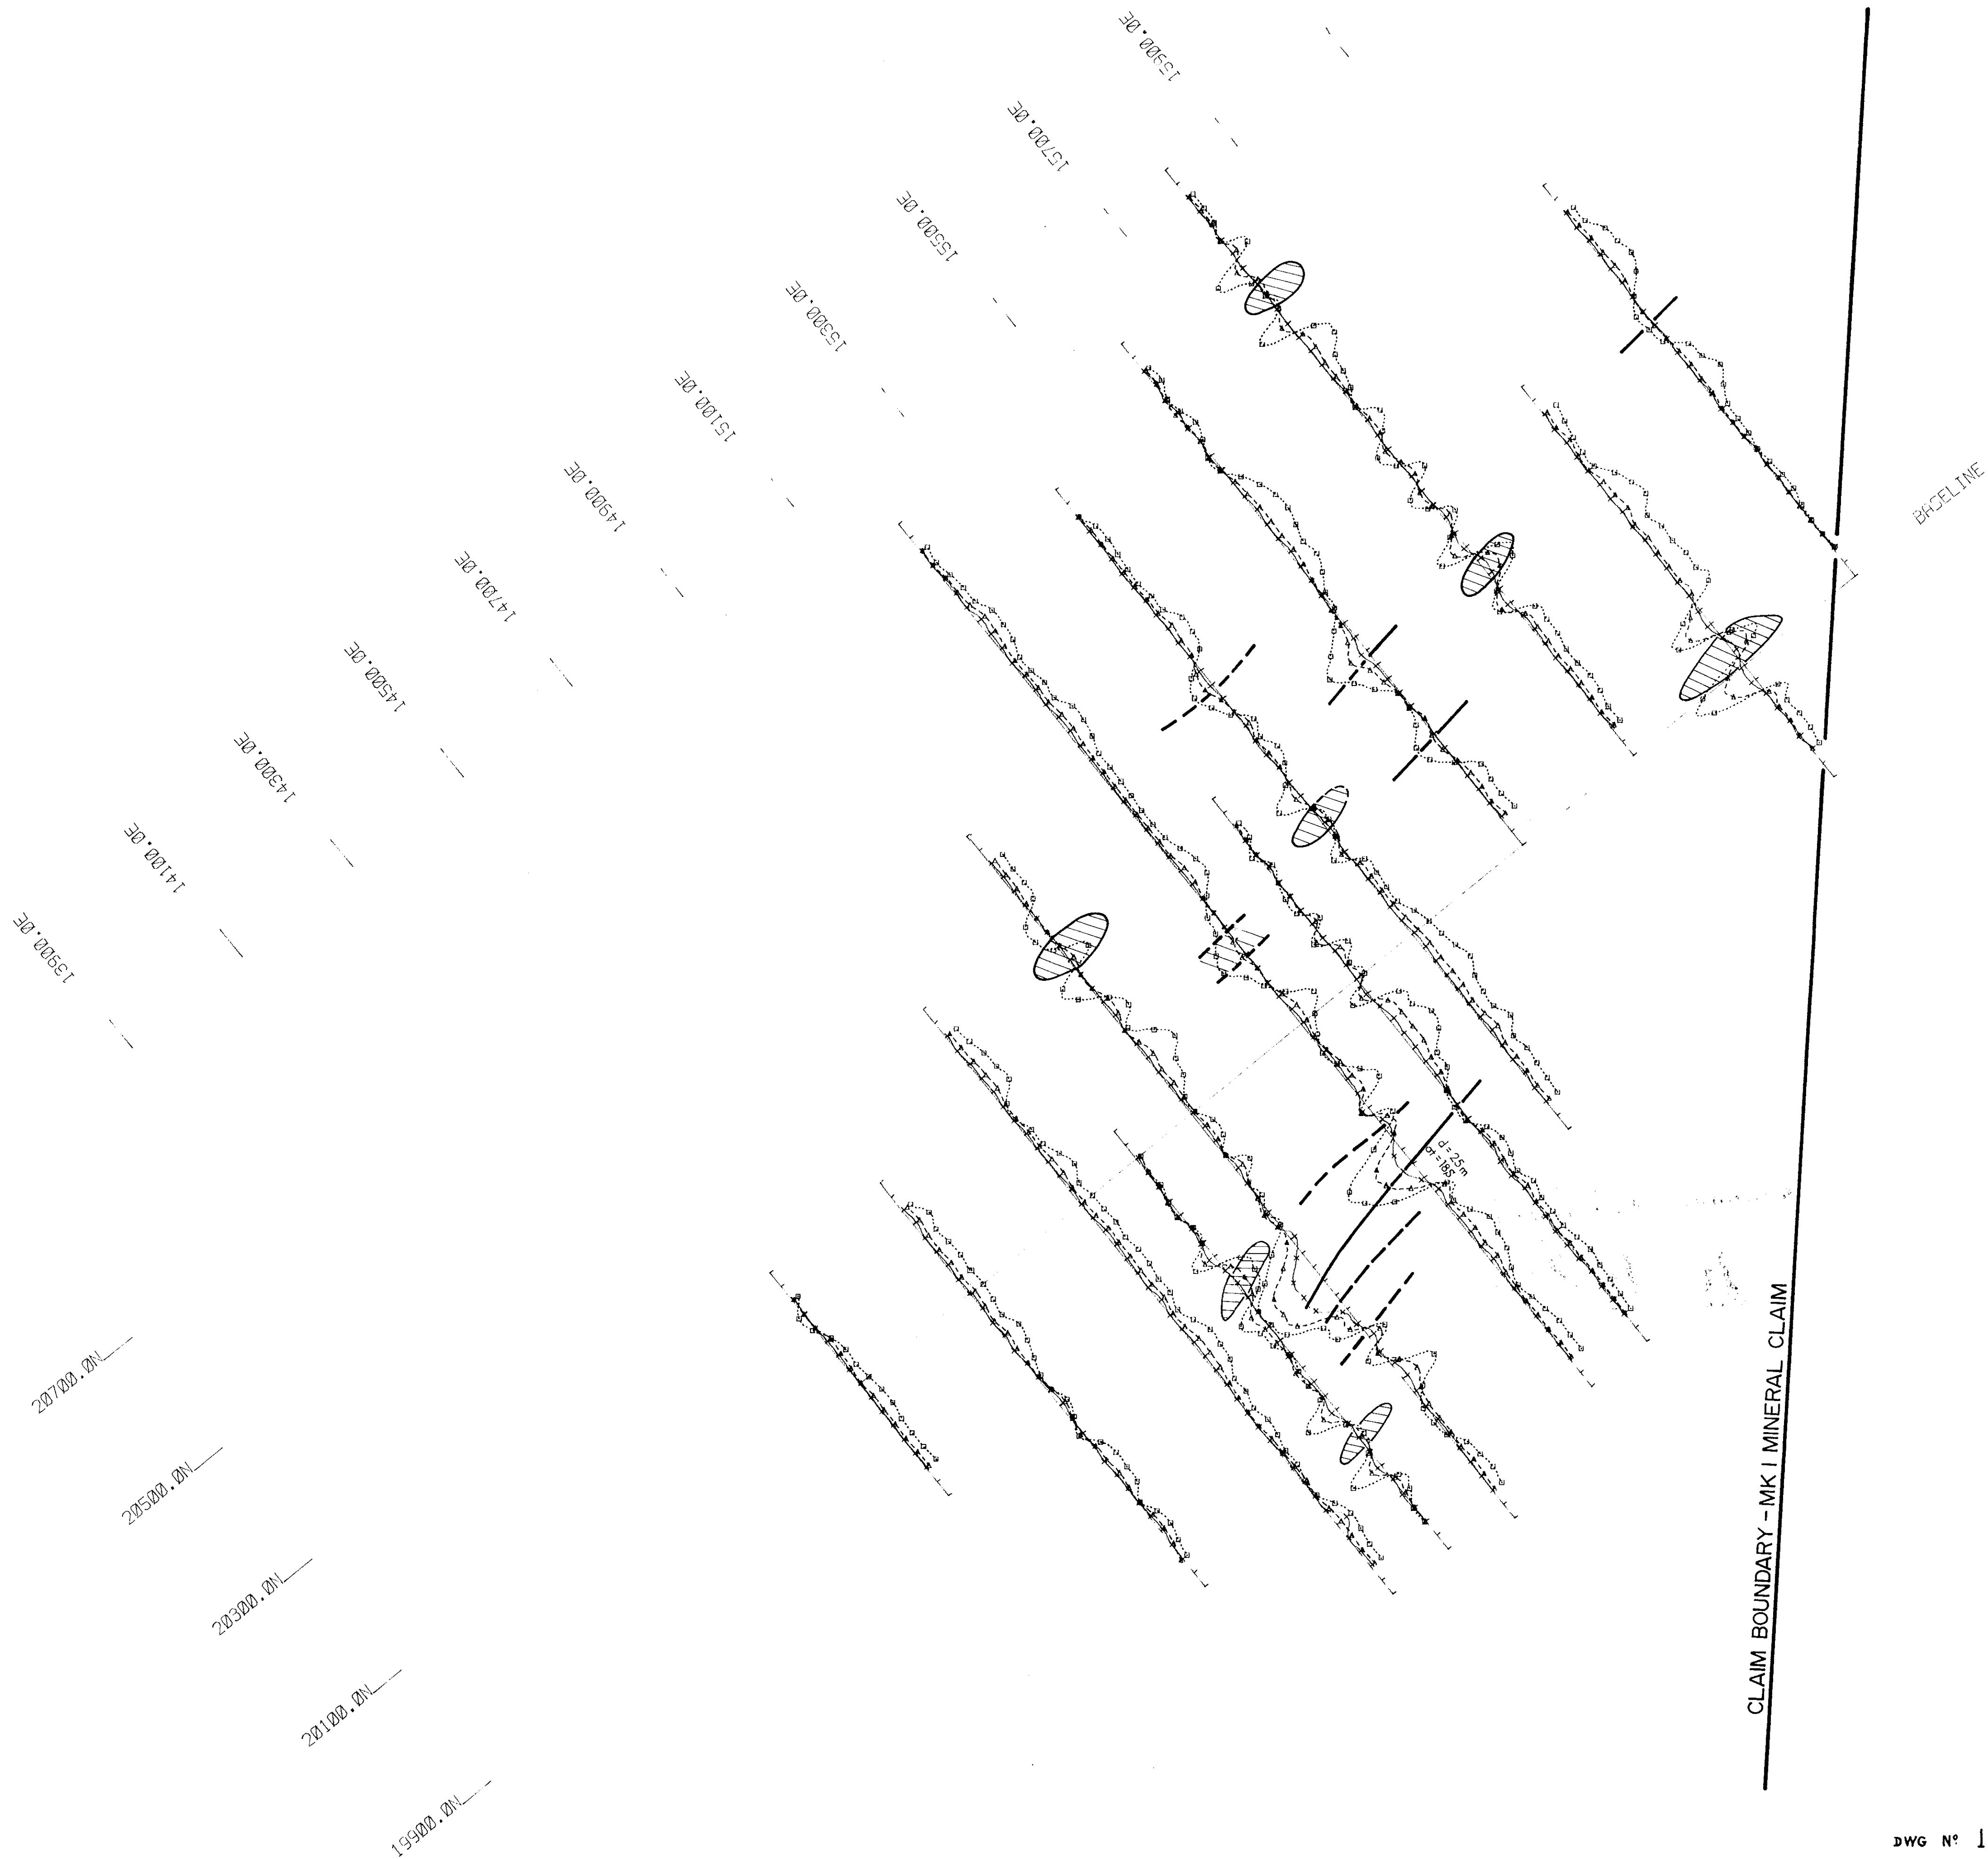 15900.0E
15700.0E
15500.0E
15300.0E
15100.0E
14900.0E
14700.0E
14500.0E
14300.0E
14100.0E
13900.0E
BASELINE
d = 25m
20700.0N
20500.0N
20300.0N
20100.0N
19900.0N
CLAIM BOUNDARY - MK I MINERAL CLAIM
DWG Nº 1